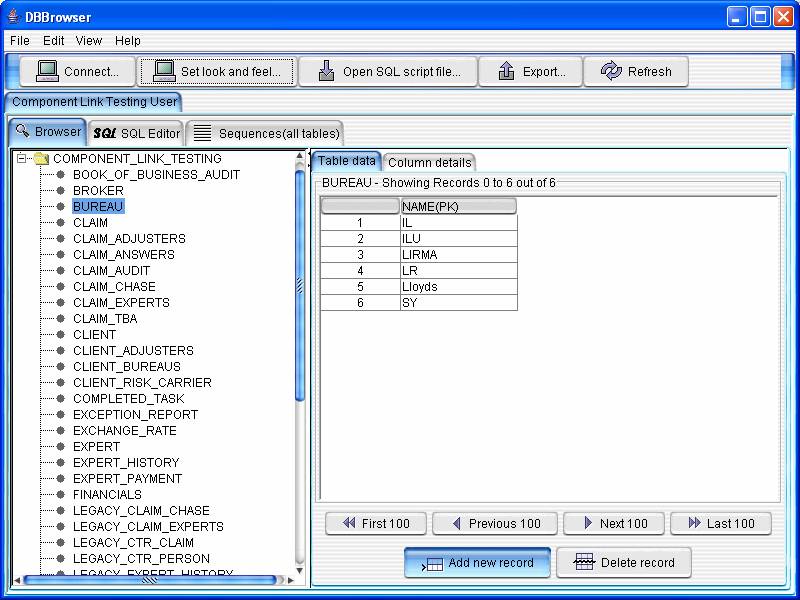 DBBrowser
File Edit View Help
Connect... Set look and feel... Open SQL script file... Export... Refresh
Component Link Testing User
Browser SQL SQL Editor Sequences(all tables)
COMPONENT_LINK_TESTING
BOOK_OF_BUSINESS_AUDIT
BROKER
BUREAU
CLAIM
CLAIM_ADJUSTERS
CLAIM_ANSWERS
CLAIM_AUDIT
CLAIM_CHASE
CLAIM_EXPERTS
CLAIM_TBA
CLIENT
CLIENT_ADJUSTERS
CLIENT_BUREAUS
CLIENT_RISK_CARRIER
COMPLETED_TASK
EXCEPTION_REPORT
EXCHANGE_RATE
EXPERT
EXPERT_HISTORY
EXPERT_PAYMENT
FINANCIALS
LEGACY_CLAIM_CHASE
LEGACY_CLAIM_EXPERTS
LEGACY_CTR_CLAIM
LEGACY_CTR_PERSON
LEGACY_EXPERT_HISTORY
Table data Column details
BUREAU - Showing Records 0 to 6 out of 6
NAME(PK)
1 IL
2 ILU
3 LIRMA
4 LR
5 Lloyds
6 SY
First 100 Previous 100 Next 100 Last 100
Add new record Delete record